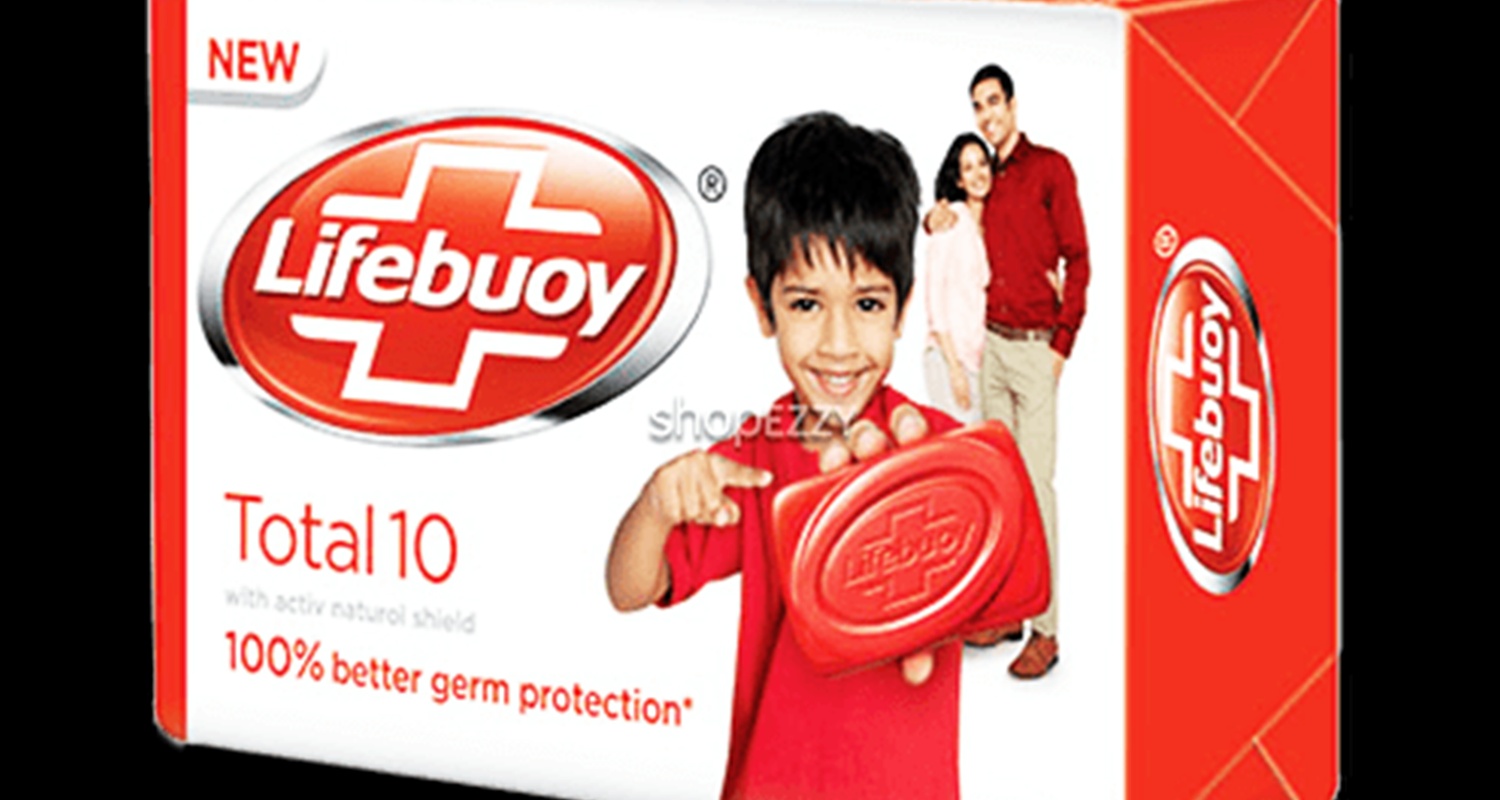 NEW
Lifebuoy
®
shopEZZY
Total 10
with activ naturol shield
100% better germ protection*
Lifebuoy
®
Lifebuoy